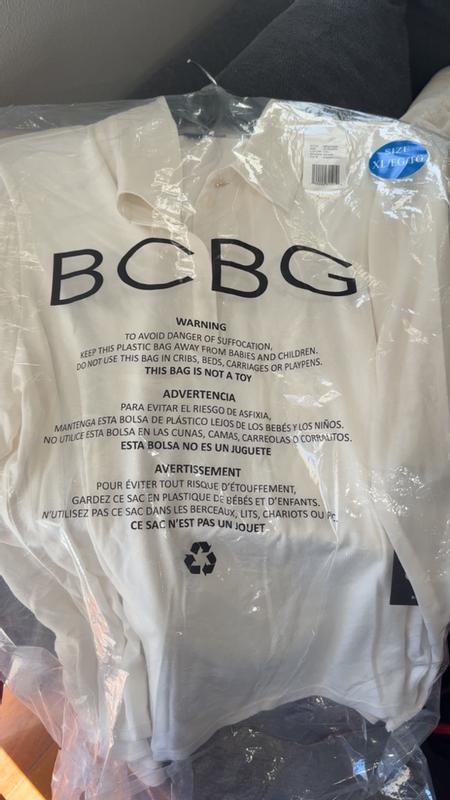 SIZE
XL/EG/TG
BCBG
WARNING
TO AVOID DANGER OF SUFFOCATION,
KEEP THIS PLASTIC BAG AWAY FROM BABIES AND CHILDREN.
DO NOT USE THIS BAG IN CRIBS, BEDS, CARRIAGES OR PLAYPENS.
THIS BAG IS NOT A TOY
ADVERTENCIA
PARA EVITAR EL RIESGO DE ASFIXIA,
MANTENGA ESTA BOLSA DE PLÁSTICO LEJOS DE LOS BEBÉS Y LOS NIÑOS.
NO UTILICE ESTA BOLSA EN LAS CUNAS, CAMAS, CARREOLAS O CORRALITOS.
ESTA BOLSA NO ES UN JUGUETE
AVERTISSEMENT
POUR ÉVITER TOUT RISQUE D'ÉTOUFFEMENT,
GARDEZ CE SAC EN PLASTIQUE DE BÉBÉS ET D'ENFANTS.
N'UTILISEZ PAS CE SAC DANS LES BERCEAUX, LITS, CHARIOTS OU
CE SAC N'EST PAS UN JOUET